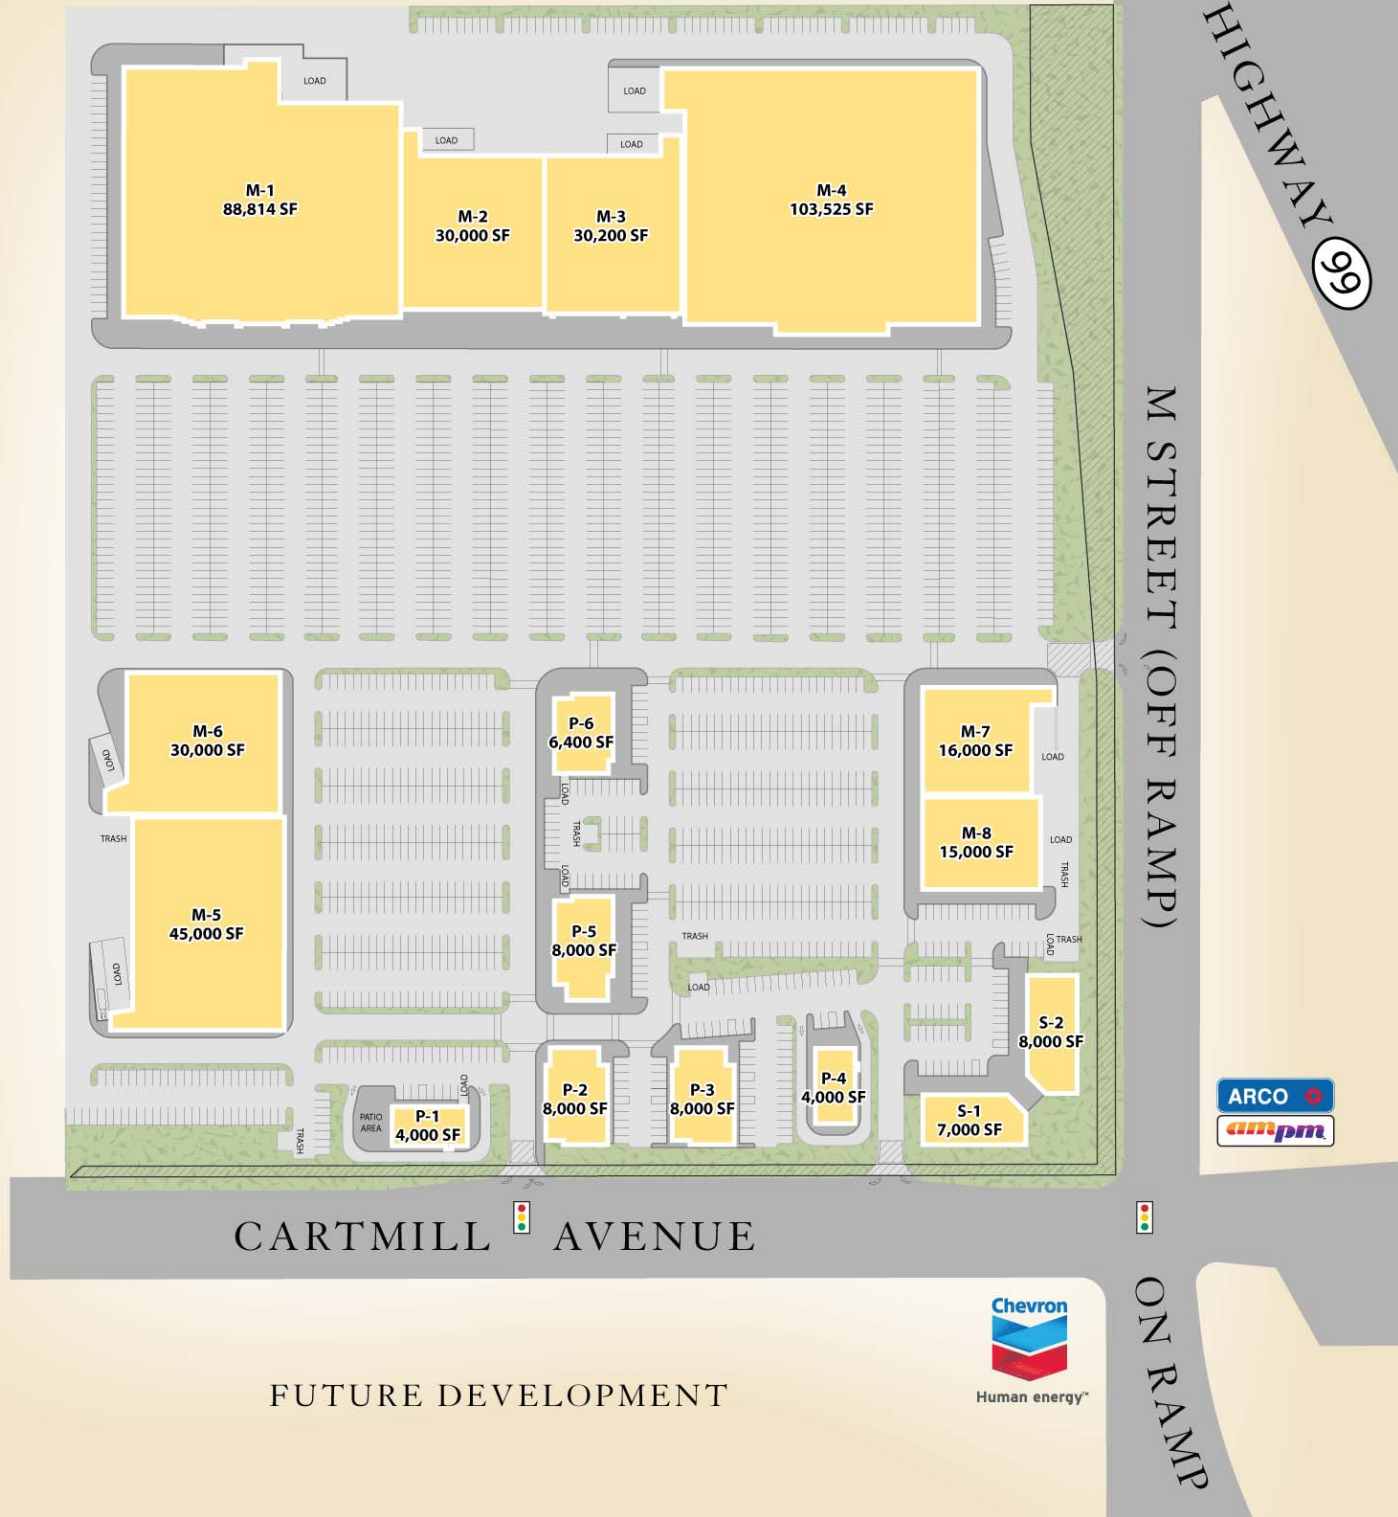 HIGHWAY
99
LOAD
LOAD
LOAD
LOAD
M-1
88,814 SF
M-2
30,000 SF
M-3
30,200 SF
M-4
103,525 SF
M STREET (OFF RAMP)
M-6
30,000 SF
LOAD
TRASH
M-5
45,000 SF
LOAD
P-6
6,400 SF
LOAD
TRASH
LOAD
P-5
8,000 SF
M-7
16,000 SF
LOAD
M-8
15,000 SF
LOAD
TRASH
TRASH
LOAD
TRASH
LOAD
S-2
8,000 SF
S-1
7,000 SF
P-4
4,000 SF
P-3
8,000 SF
P-2
8,000 SF
LOAD
PATIO
AREA
P-1
4,000 SF
TRASH
ARCO
ampm
CARTMILL AVENUE
ON RAMP
Chevron
Human energy™
FUTURE DEVELOPMENT